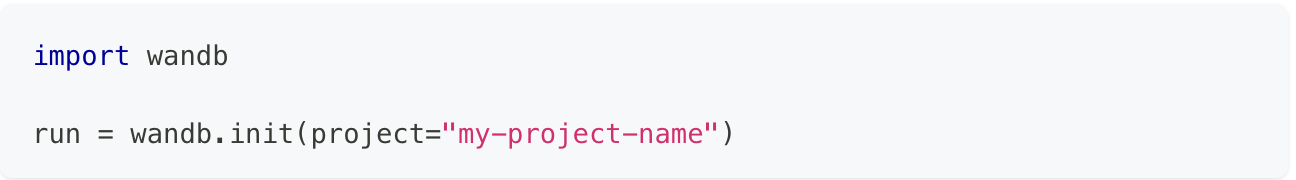 import wandb
run = wandb.init(project="my-project-name")